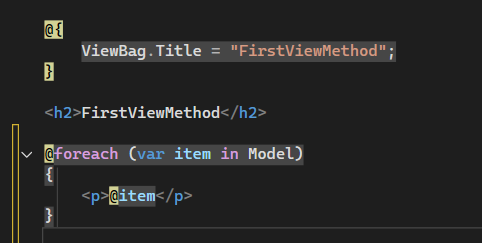 @{
    ViewBag.Title = "FirstViewMethod";
}
<h2>FirstViewMethod</h2>
@foreach (var item in Model)
{
    <p>@item</p>
}